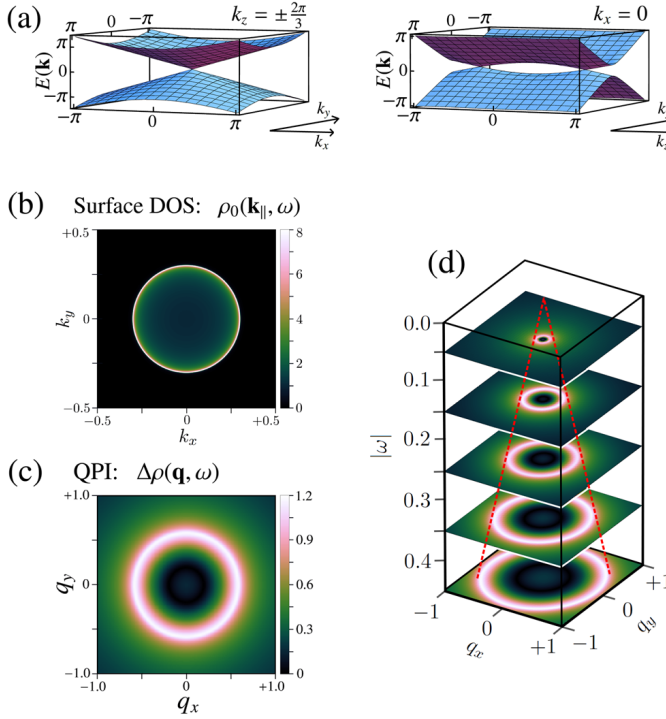 (a)
k_z = ± 2π/3
k_x = 0
π 0 −π
π
0
−π
E(k)
−π 0 π
k_y
k_x
π 0 −π
π
0
−π
E(k)
−π 0 π
k_y
(b) Surface DOS: ρ_0(k_∥, ω)
+0.5
k_y 0
−0.5
−0.5 0 +0.5
k_x
8
6
4
2
0
(c) QPI: Δρ(q, ω)
+1.0
q_y 0
−1.0
−1.0 0 +1.0
q_x
1.2
0.9
0.6
0.3
0
(d)
0.0
0.1
0.2
|ω|
0.3
0.4
−1 0 +1
q_x
−1 0 +1
q_y